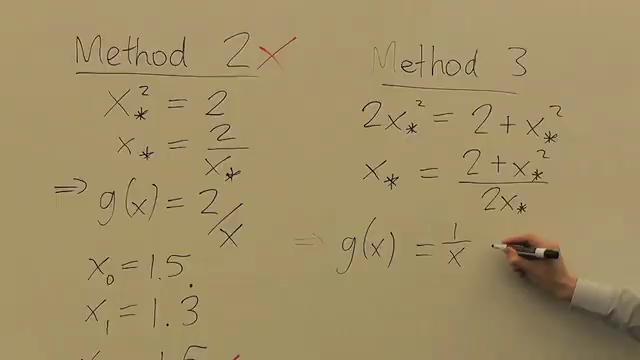 Method 2 ×
x*² = 2
x* = 2/x*
⇒ g(x) = 2/x
x₀ = 1.5
x₁ = 1.3
Method 3
2x*² = 2 + x*²
x* = (2 + x*²)/2x*
⇒ g(x) = 1/x